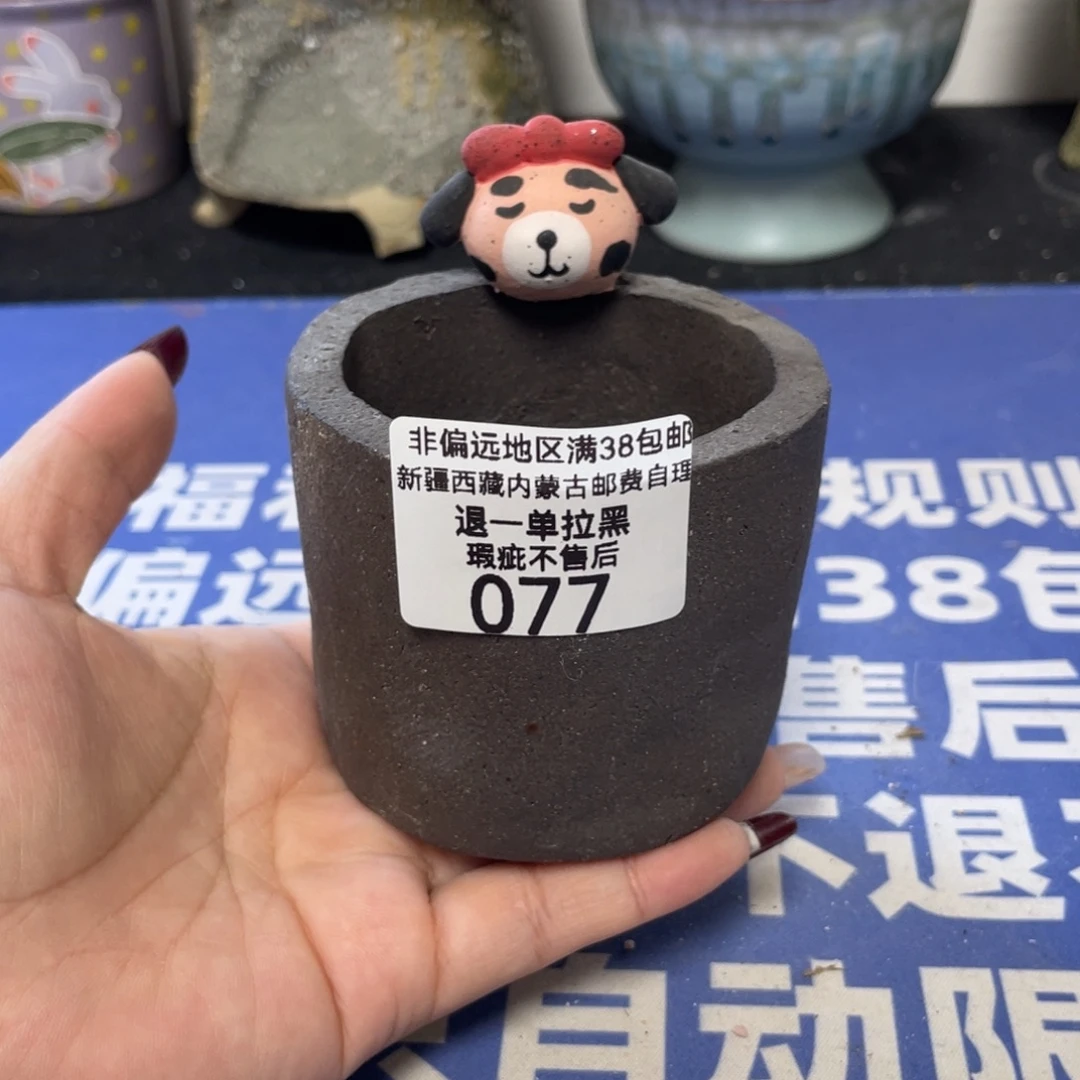 非偏远地区满38包邮
新疆西藏内蒙古邮费自理
退一单拉黑
瑕疵不售后
077
福
规则
偏远
38包
售后
不退
自动限